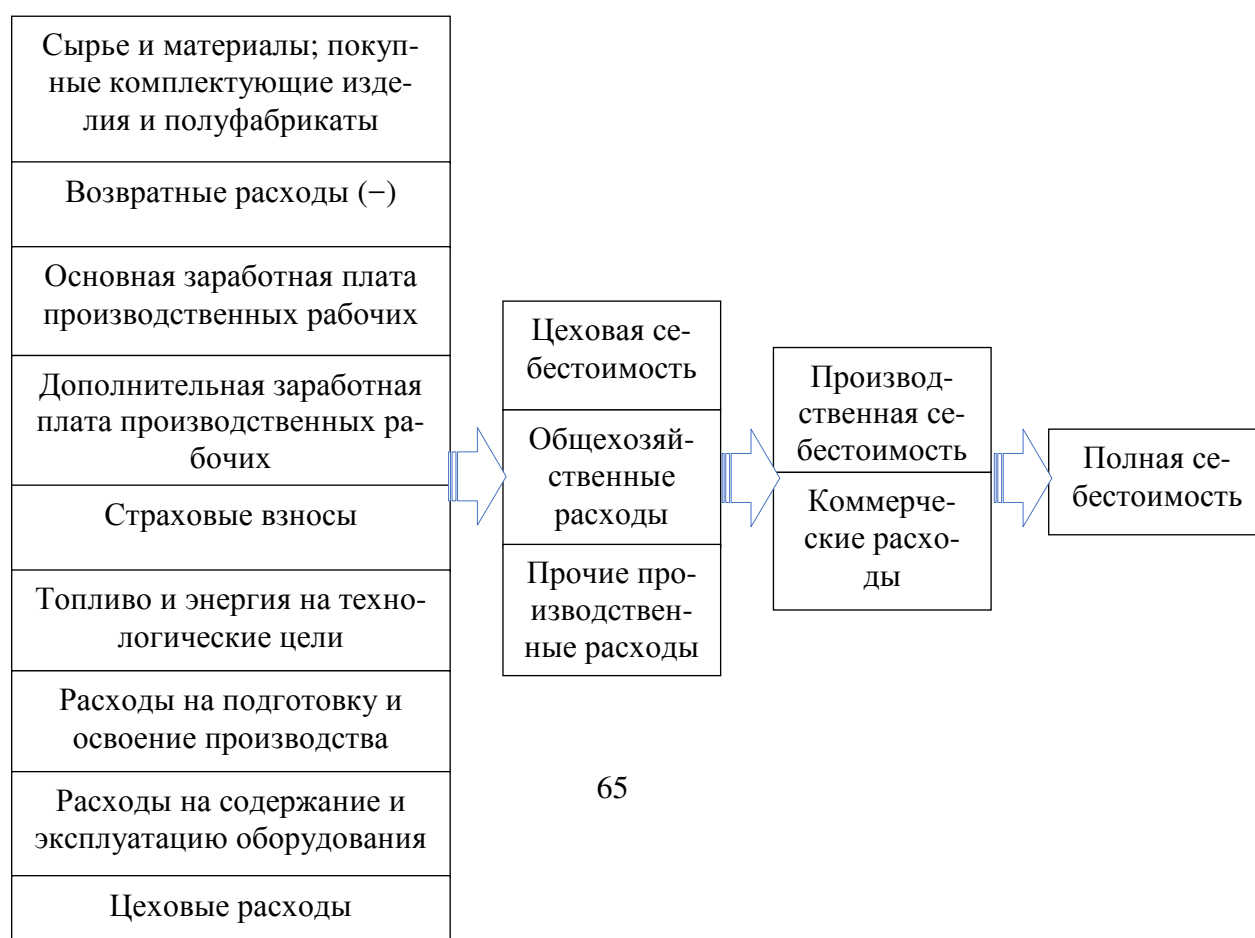 Сырье и материалы; покуп-
ные комплектующие изде-
лия и полуфабрикаты
Возвратные расходы (−)
Основная заработная плата
производственных рабочих
Дополнительная заработная
плата производственных ра-
бочих
Страховые взносы
Топливо и энергия на техно-
логические цели
Расходы на подготовку и
освоение производства
Расходы на содержание и
эксплуатацию оборудования
Цеховые расходы
Цеховая се-
бестоимость
Общехозяй-
ственные
расходы
Прочие про-
изводствен-
ные расходы
Производ-
ственная се-
бестоимость
Коммерче-
ские расхо-
ды
Полная се-
бестоимость
65